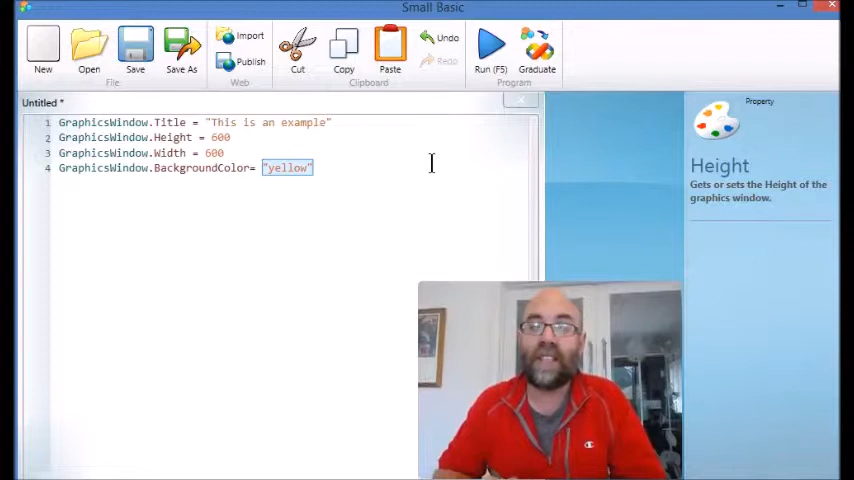 Small Basic
New
Open
Save
Save As
Import
Publish
Cut
Copy
Paste
Undo
Redo
Run (F5)
Graduate
File
Web
Clipboard
Program
Untitled *
1 GraphicsWindow.Title = "This is an example"
2 GraphicsWindow.Height = 600
3 GraphicsWindow.Width = 600
4 GraphicsWindow.BackgroundColor= "yellow"
Property
Height
Gets or sets the Height of the
graphics window.